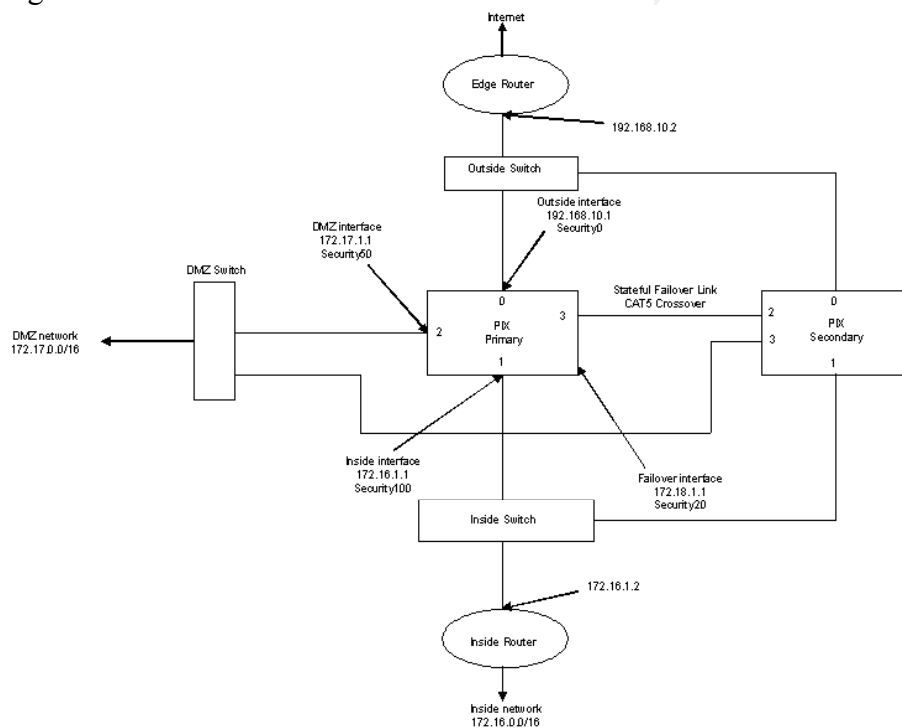 Internet
Edge Router
192.168.10.2
Outside Switch
Outside interface
192.168.10.1
Security0
DMZ interface
172.17.1.1
Security50
DMZ Switch
DMZ network
172.17.0.0/16
0
2
3
PIX
Primary
1
Stateful Failover Link
CAT5 Crossover
0
2
3
PIX
Secondary
1
Inside interface
172.16.1.1
Security100
Failover interface
172.18.1.1
Security20
Inside Switch
172.16.1.2
Inside Router
Inside network
172.16.0.0/16